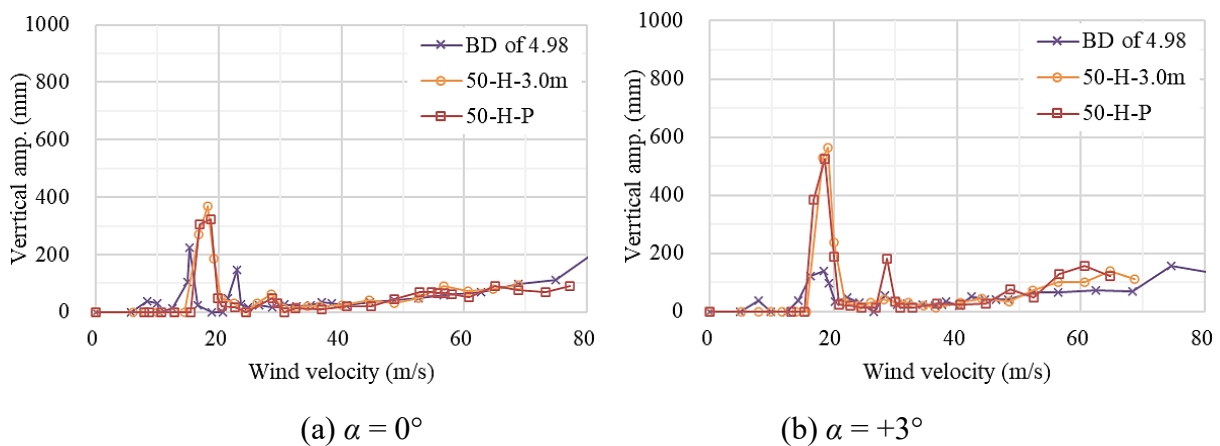 1000
800
600
400
200
0
Verrtical amp. (mm)
BD of 4.98
50-H-3.0m
50-H-P
0 20 40 60 80
Wind velocity (m/s)
(a) α = 0°
1000
800
600
400
200
0
Verrtical amp. (mm)
BD of 4.98
50-H-3.0m
50-H-P
0 20 40 60 80
Wind velocity (m/s)
(b) α = +3°